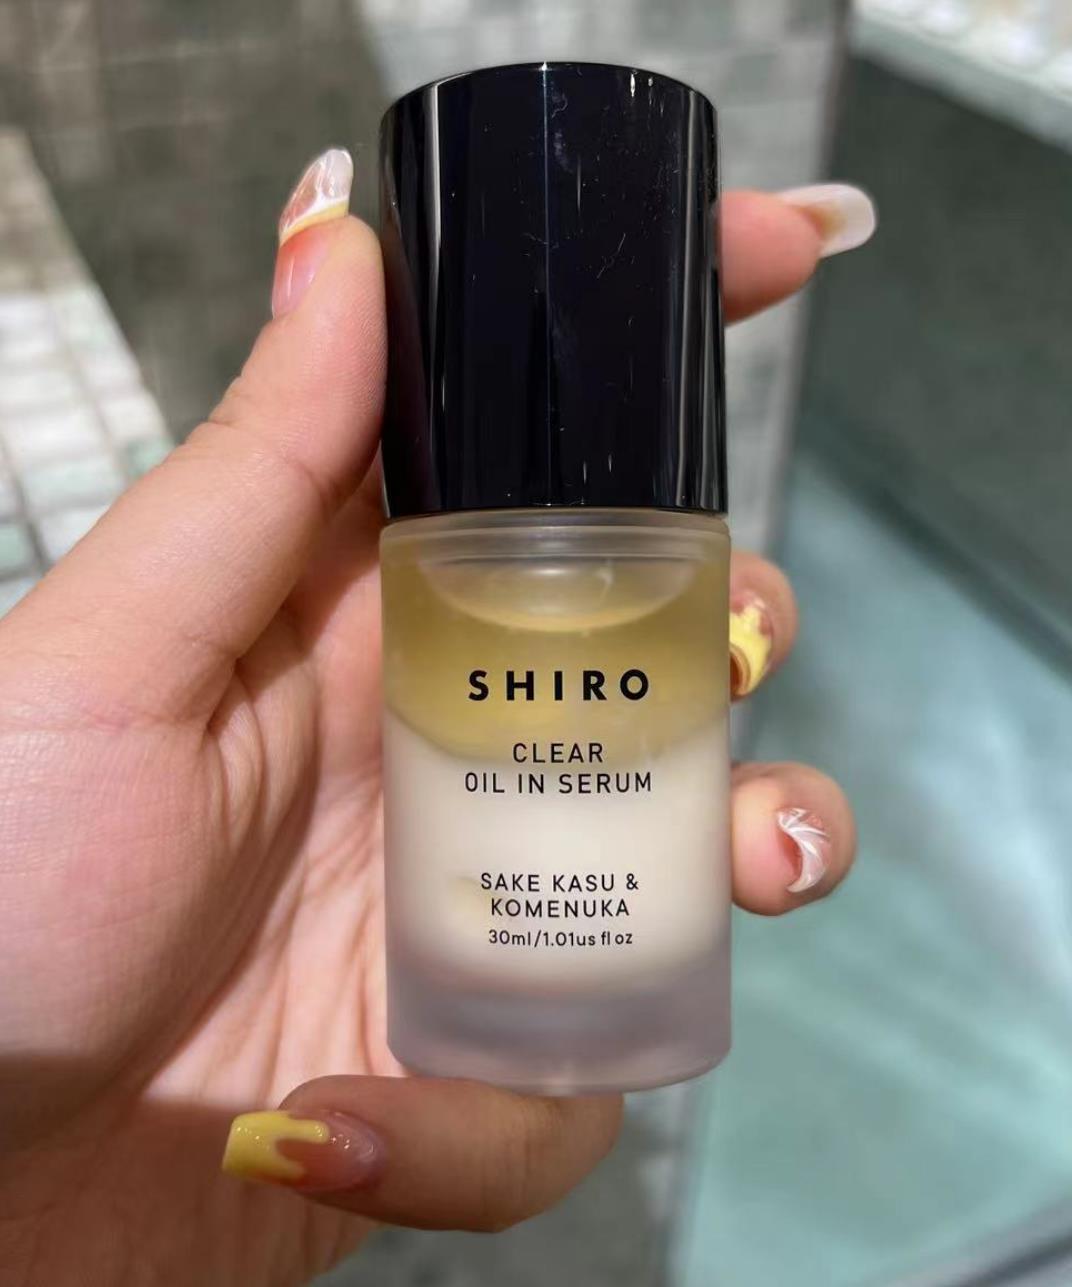 SHIRO
CLEAR
OIL IN SERUM
SAKE KASU &
KOMENUKA
30ml/1.01us fl oz